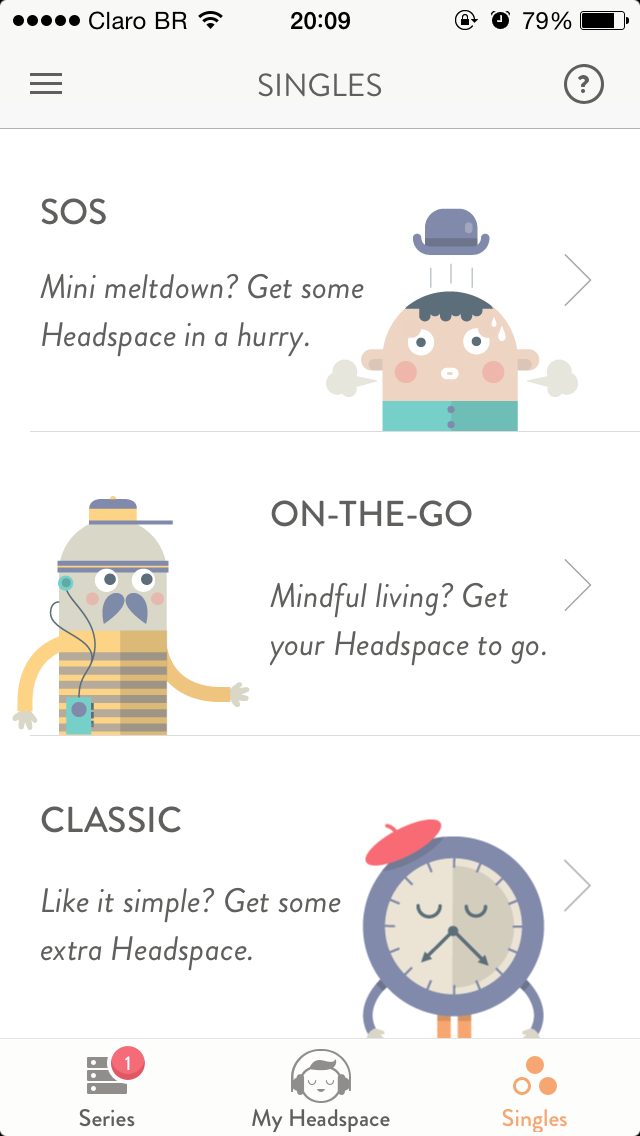 Claro BR 20:09 79%
SINGLES ?
SOS
Mini meltdown? Get some
Headspace in a hurry.
ON-THE-GO
Mindful living? Get
your Headspace to go.
CLASSIC
Like it simple? Get some
extra Headspace.
1
Series My Headspace Singles